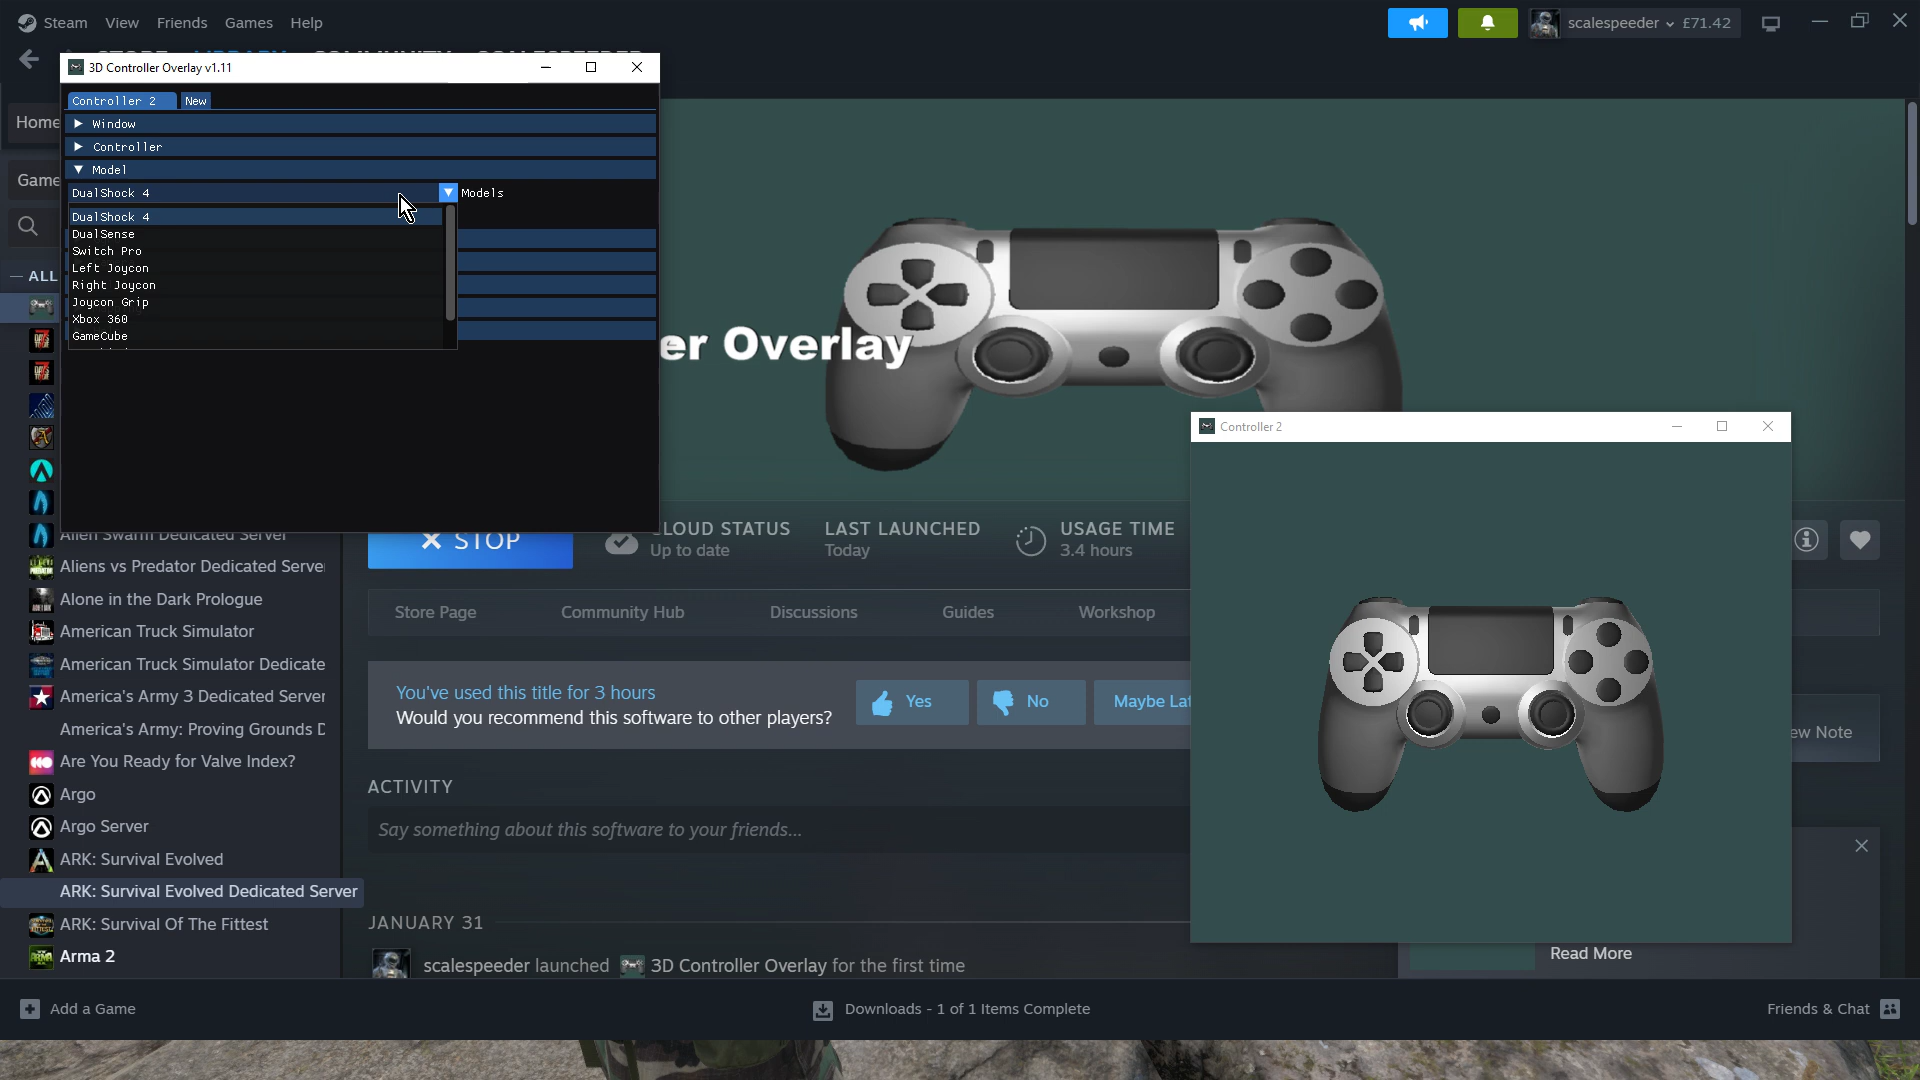 Steam View Friends Games Help
scalespeeder £71.42
3D Controller Overlay v1.11
Home
Game
Controller 2 New
Window
Controller
Model
DualShock 4 Models
DualShock 4
DualSense
Switch Pro
Left Joycon
Right Joycon
Joycon Grip
Xbox 360
GameCube
ALL
er Overlay
Controller 2
STOP
LOUD STATUS
Up to date
LAST LAUNCHED
Today
USAGE TIME
3.4 hours
Alien Swarm Dedicated Server
Aliens vs Predator Dedicated Serve
Alone in the Dark Prologue
American Truck Simulator
American Truck Simulator Dedicate
America's Army 3 Dedicated Server
America's Army: Proving Grounds D
Are You Ready for Valve Index?
Argo
Argo Server
ARK: Survival Evolved
ARK: Survival Evolved Dedicated Server
ARK: Survival Of The Fittest
Arma 2
Store Page Community Hub Discussions Guides Workshop
You've used this title for 3 hours
Would you recommend this software to other players?
Yes No Maybe Lat
ew Note
ACTIVITY
Say something about this software to your friends...
JANUARY 31
scalespeeder launched 3D Controller Overlay for the first time
Read More
Add a Game
Downloads - 1 of 1 Items Complete
Friends & Chat